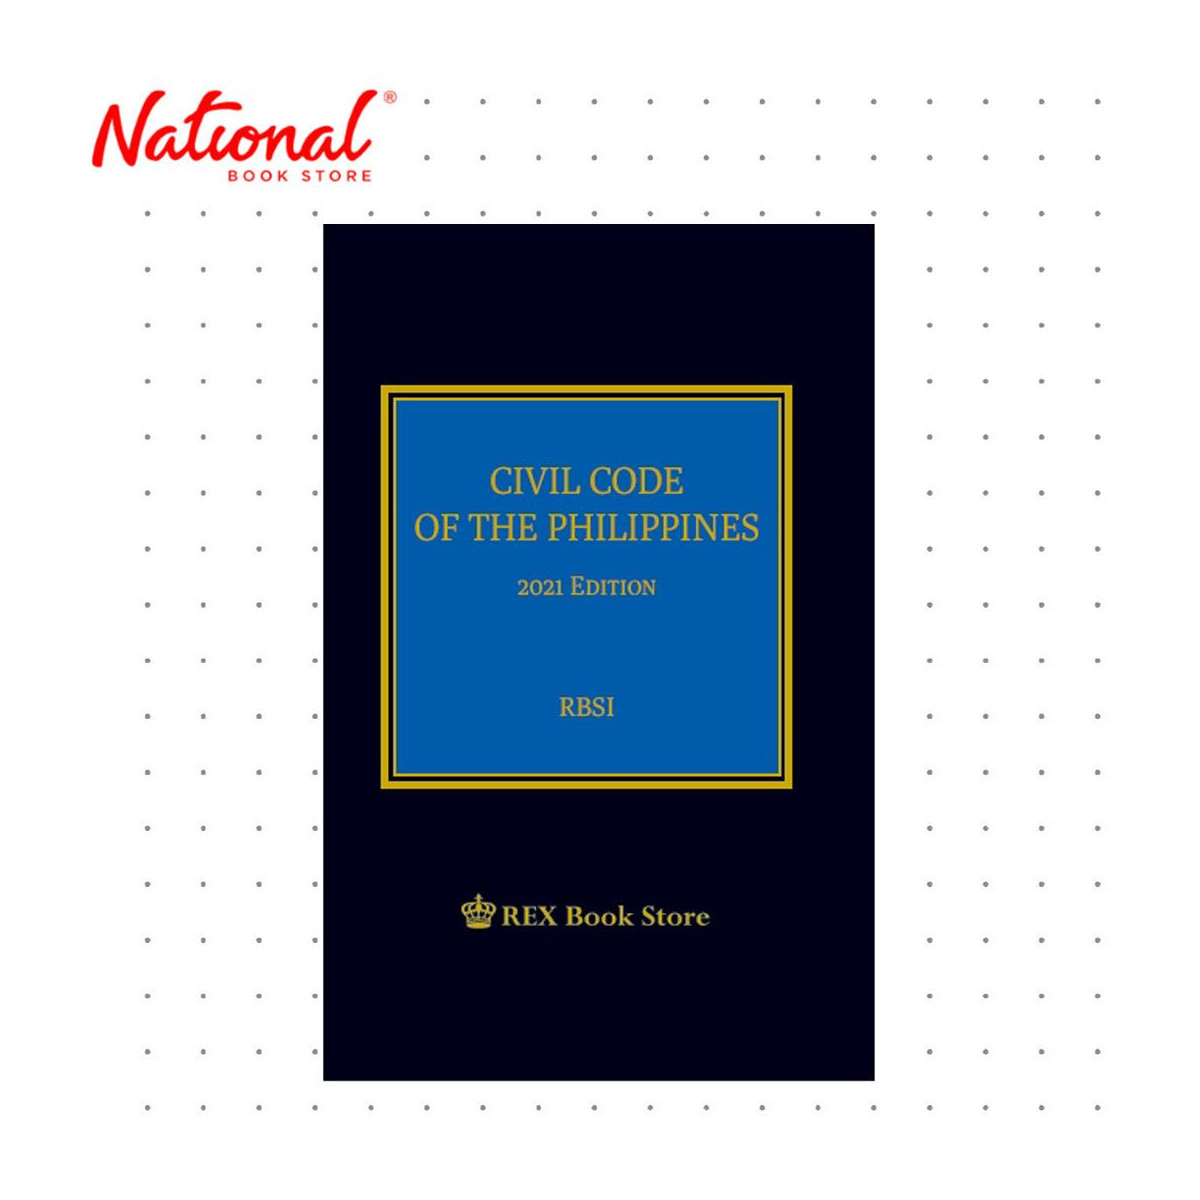 National®
BOOK STORE
CIVIL CODE
OF THE PHILIPPINES
2021 EDITION
RBSI
REX Book Store